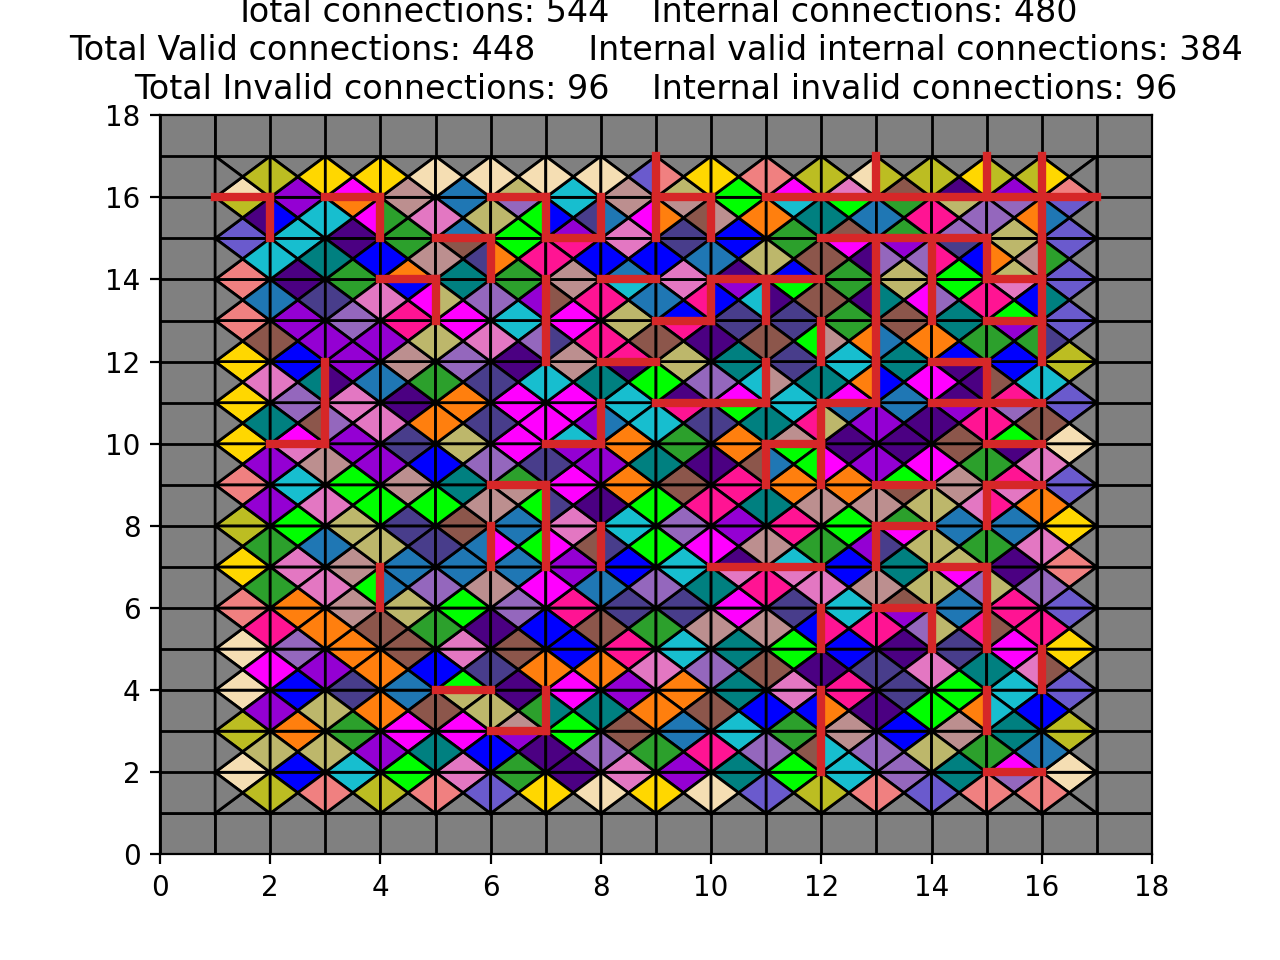 Total connections: 544 Internal connections: 480
Total Valid connections: 448 Internal valid internal connections: 384
Total Invalid connections: 96 Internal invalid connections: 96
18
16
14
12
10
8
6
4
2
0
0 2 4 6 8 10 12 14 16 18